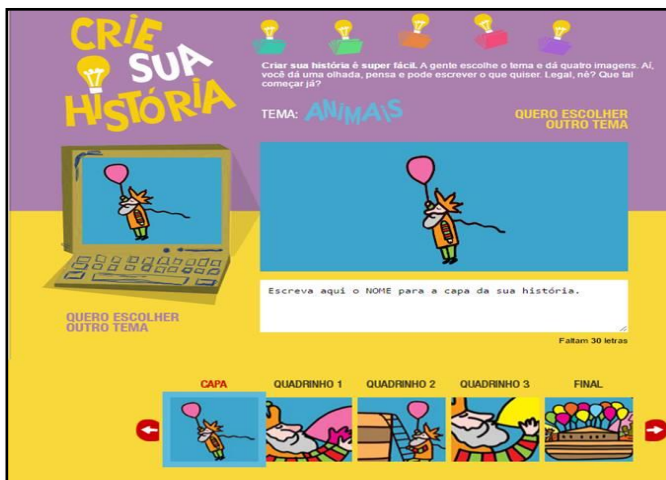 CRIE
SUA
HISTÓRIA
Criar sua história é super fácil. A gente escolhe o tema e dá quatro imagens. Aí,
você dá uma olhada, pensa e pode escrever o que quiser. Legal, nè? Que tal
começar já?
TEMA: ANIMAIS
QUERO ESCOLHER
OUTRO TEMA
Escreva aqui o NOME para a capa da sua história.
Faltam 30 letras
QUERO ESCOLHER
OUTRO TEMA
CAPA
QUADRINHO 1
QUADRINHO 2
QUADRINHO 3
FINAL